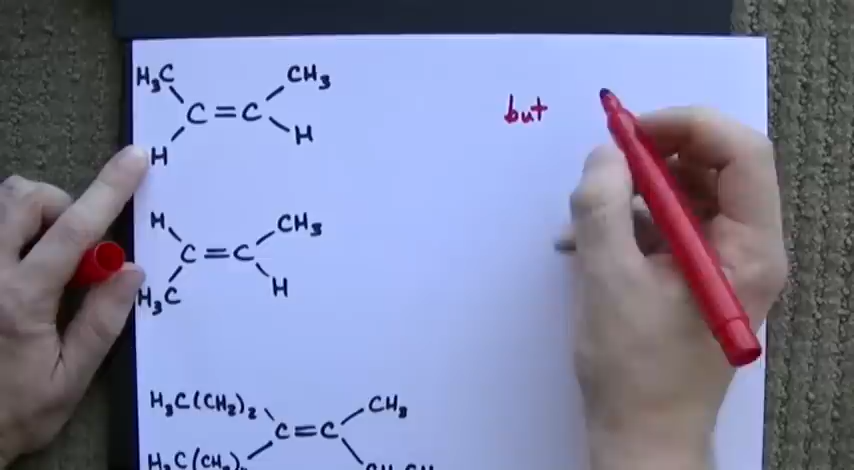 H₃C CH₃
C=C but
H H
H CH₃
C=C
H₃C H
H₃C(CH₂)₂ CH₃
C=C